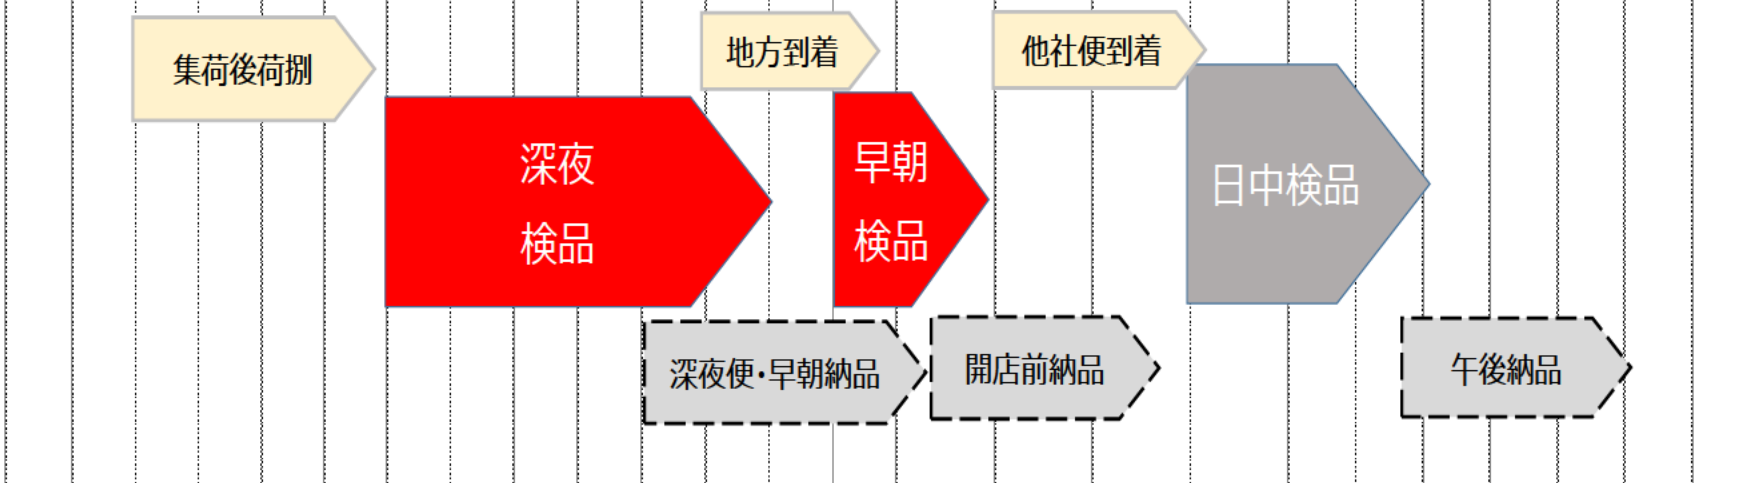 集荷後荷捌
地方到着
他社便到着
深夜
検品
早朝
検品
日中検品
深夜便・早朝納品
開店前納品
午後納品